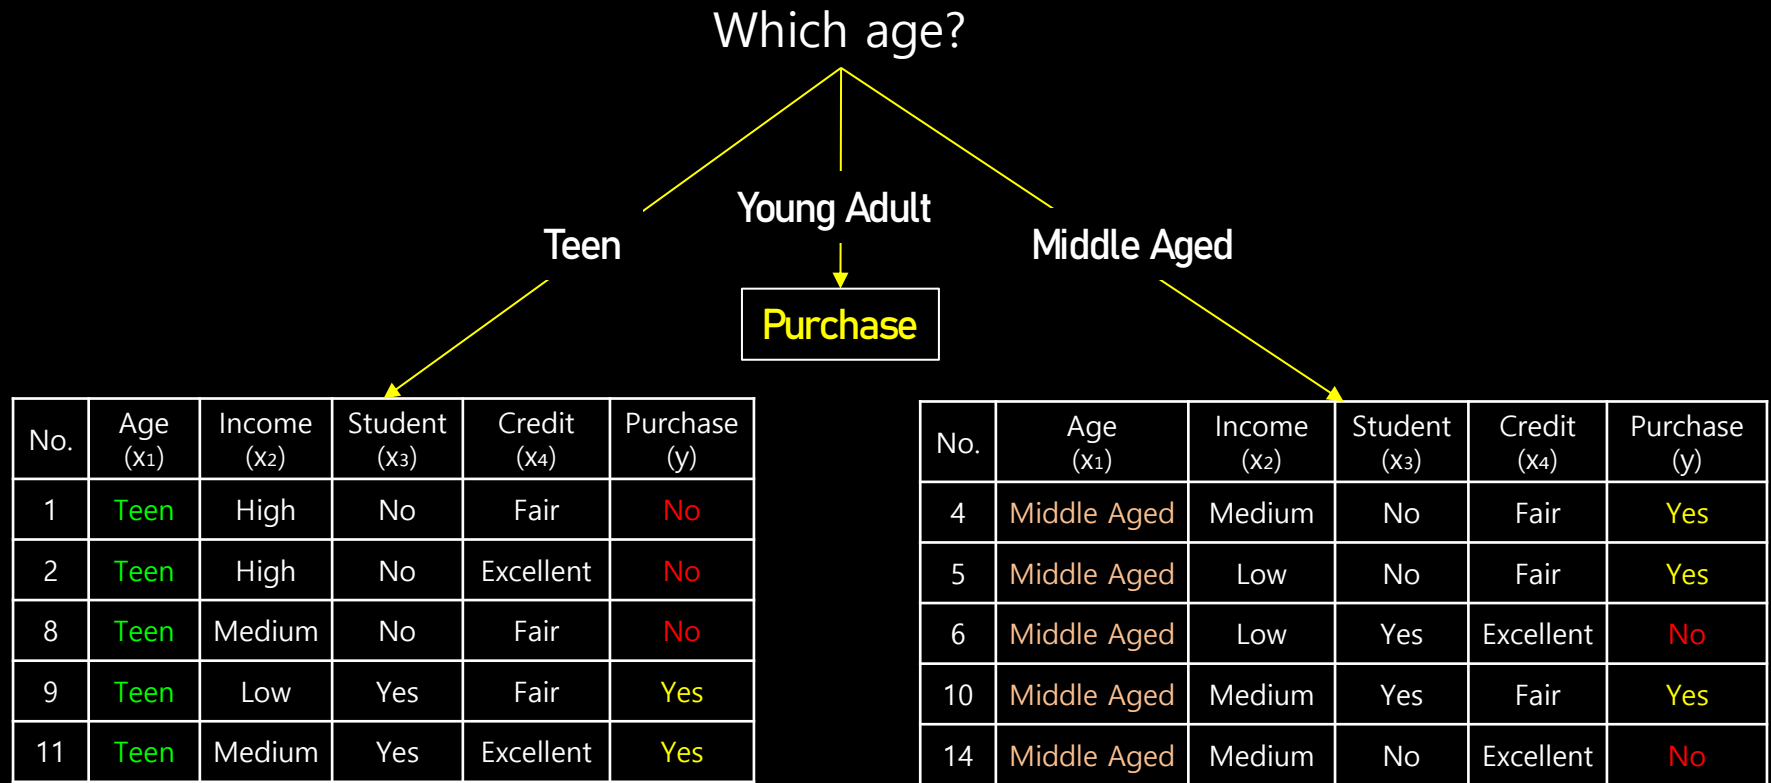 Which age?
Young Adult
Teen
Middle Aged
Purchase
No. Age (x1) Income (x2) Student (x3) Credit (x4) Purchase (y)
1 Teen High No Fair No
2 Teen High No Excellent No
8 Teen Medium No Fair No
9 Teen Low Yes Fair Yes
11 Teen Medium Yes Excellent Yes
No. Age (x1) Income (x2) Student (x3) Credit (x4) Purchase (y)
4 Middle Aged Medium No Fair Yes
5 Middle Aged Low No Fair Yes
6 Middle Aged Low Yes Excellent No
10 Middle Aged Medium Yes Fair Yes
14 Middle Aged Medium No Excellent No